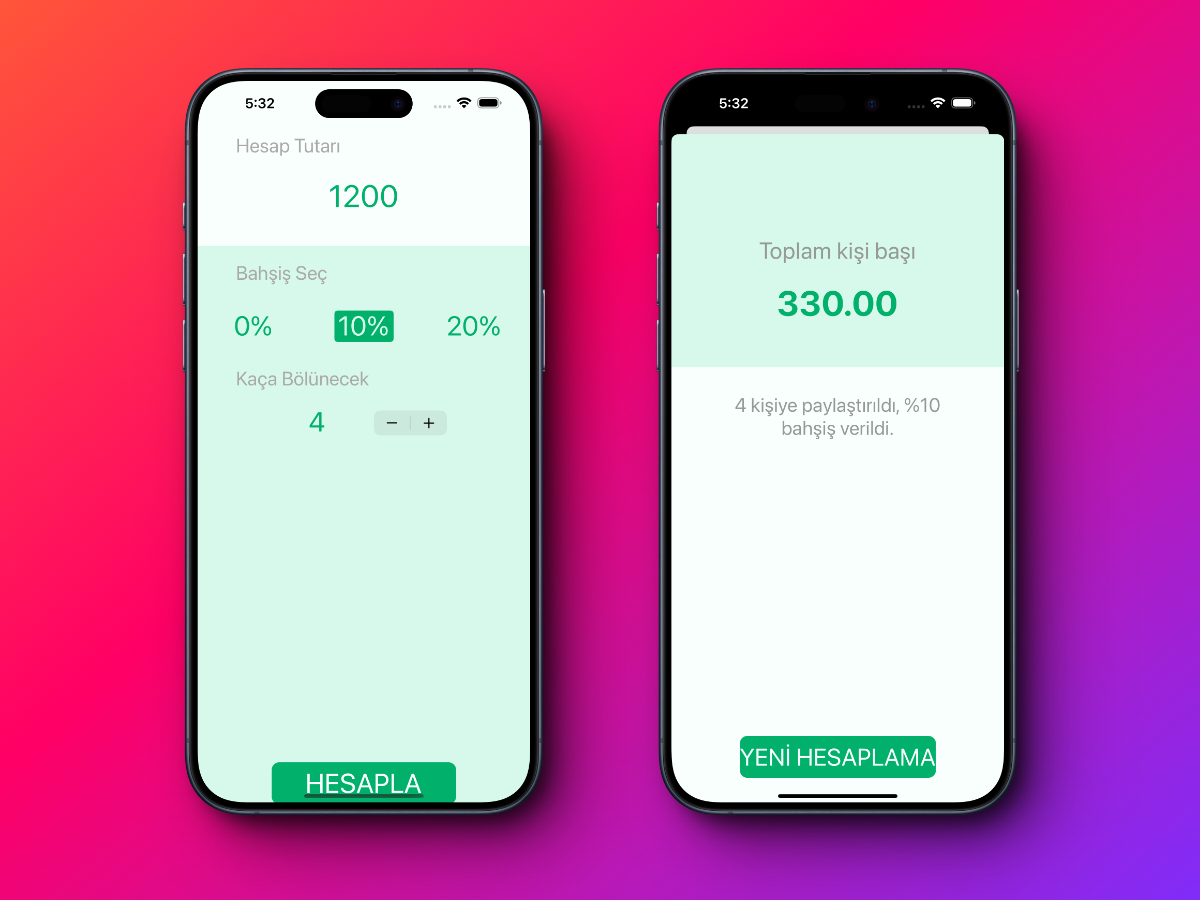 5:32
Hesap Tutarı
1200
Bahşiş Seç
0% 10% 20%
Kaça Bölünecek
4 − +
HESAPLA
5:32
Toplam kişi başı
330.00
4 kişiye paylaştırıldı, %10
bahşiş verildi.
YENİ HESAPLAMA